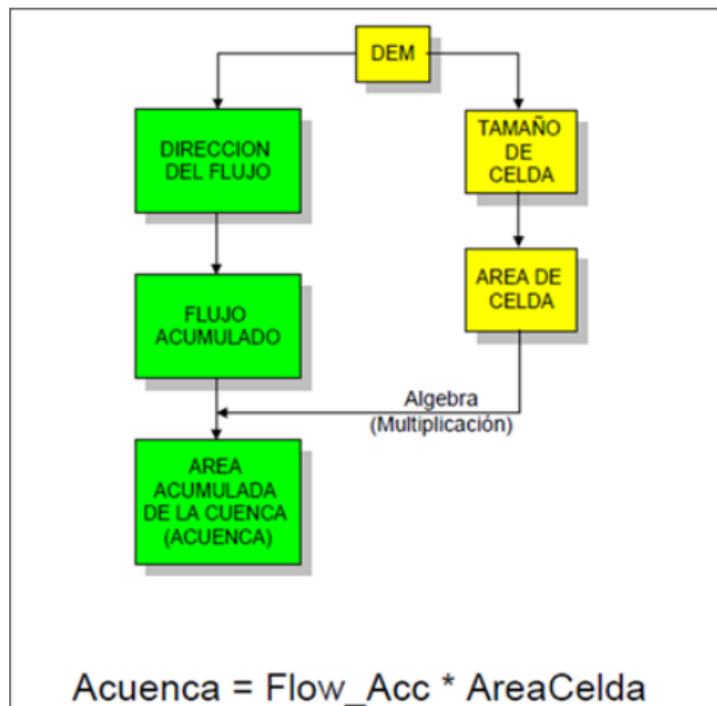 DEM
DIRECCION
DEL FLUJO
TAMAÑO
DE
CELDA
FLUJO
ACUMULADO
AREA DE
CELDA
Algebra
(Multiplicación)
AREA
ACUMULADA
DE LA CUENCA
(ACUENCA)
Acuenca = Flow_Acc * AreaCelda